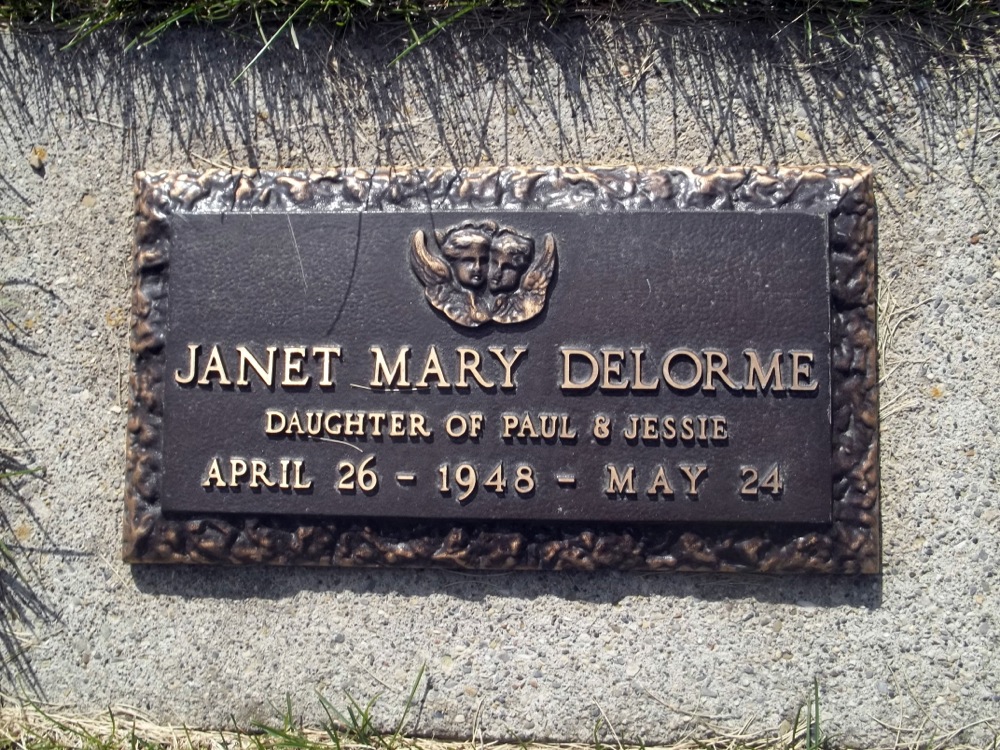 JANET MARY DELORME
DAUGHTER OF PAUL & JESSIE
APRIL 26 - 1948 - MAY 24